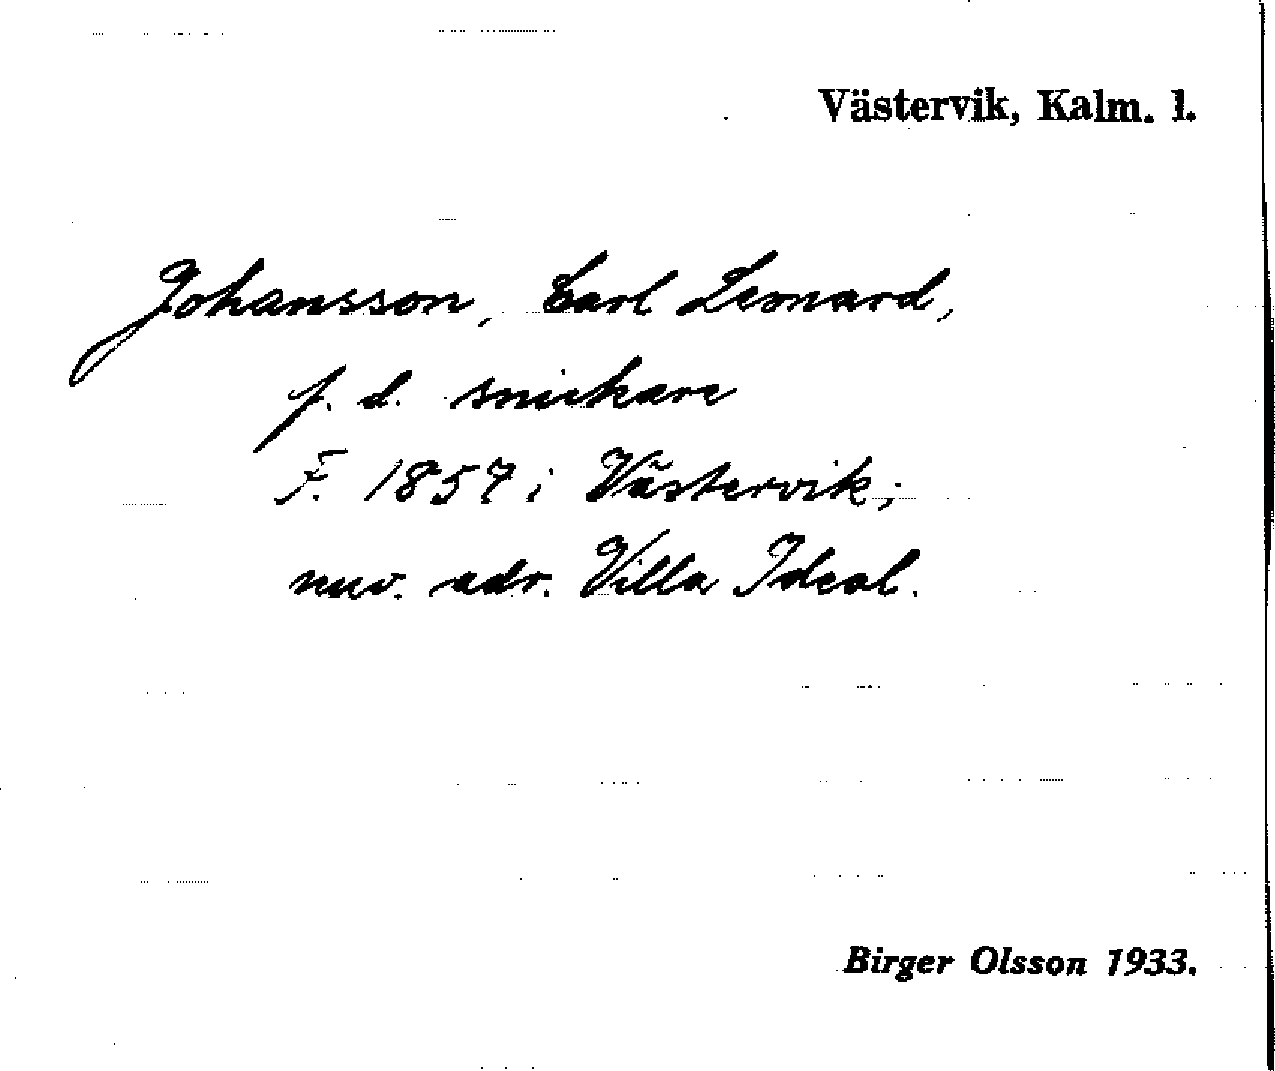 Västervik, Kalm. l.
Johansson, Carl Leonard,
f. d. snickare
F. 1857 i Västervik;
nuv. adr. Villa Ideal.
Birger Olsson 1933.